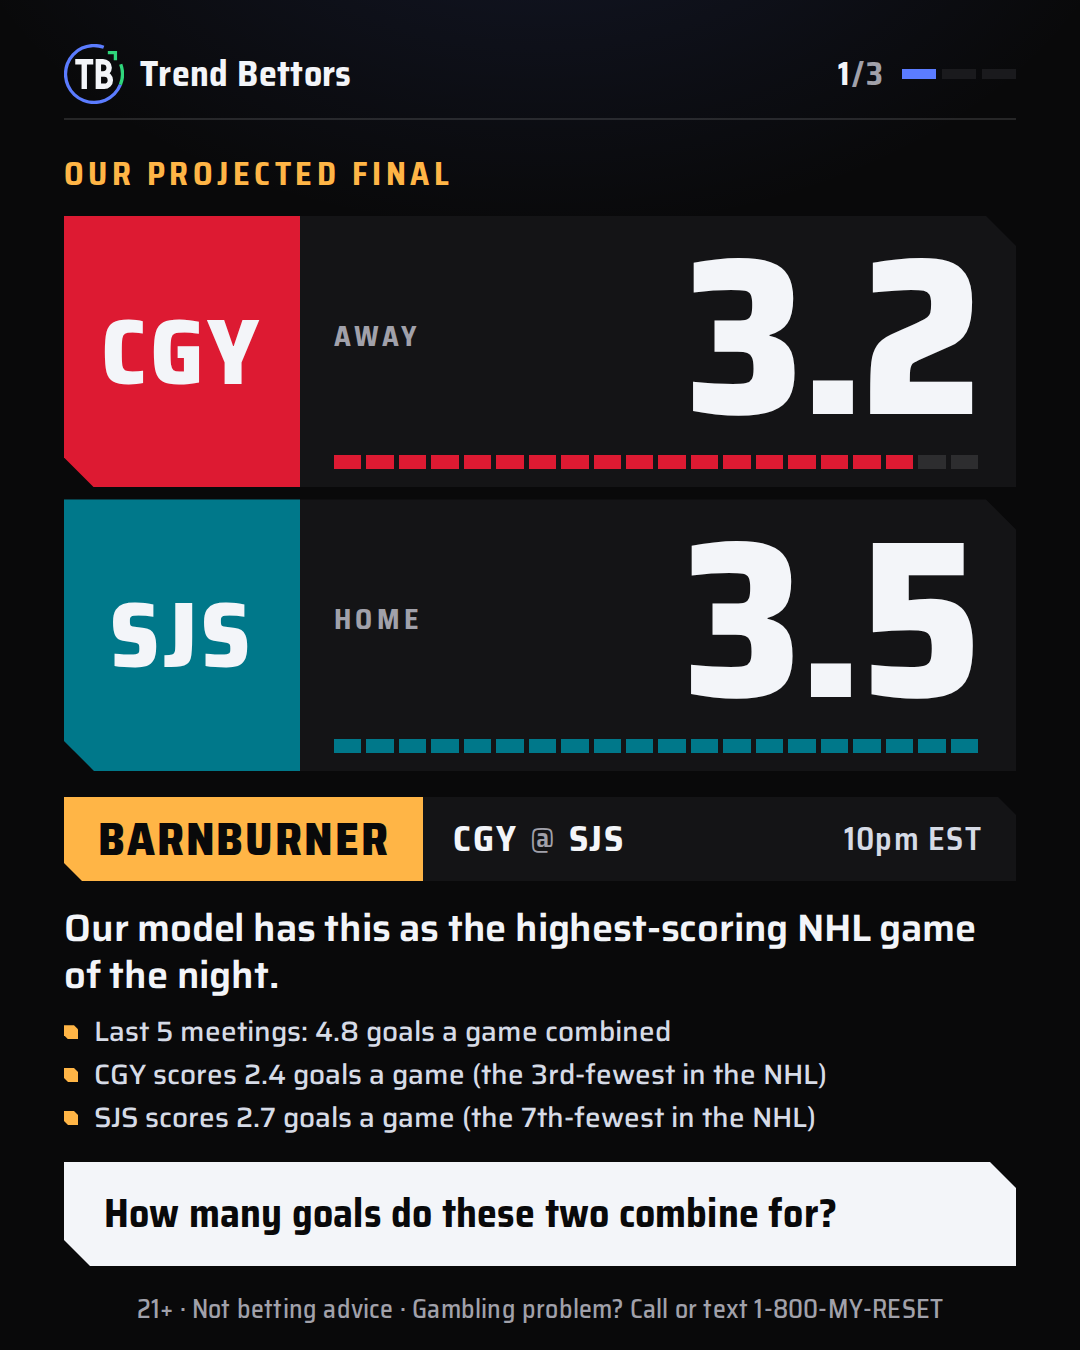 TB Trend Bettors
1/3
OUR PROJECTED FINAL
CGY
AWAY
3.2
SJS
HOME
3.5
BARNBURNER
CGY @ SJS
10pm EST
Our model has this as the highest-scoring NHL game
of the night.
Last 5 meetings: 4.8 goals a game combined
CGY scores 2.4 goals a game (the 3rd-fewest in the NHL)
SJS scores 2.7 goals a game (the 7th-fewest in the NHL)
How many goals do these two combine for?
21+ · Not betting advice · Gambling problem? Call or text 1-800-MY-RESET